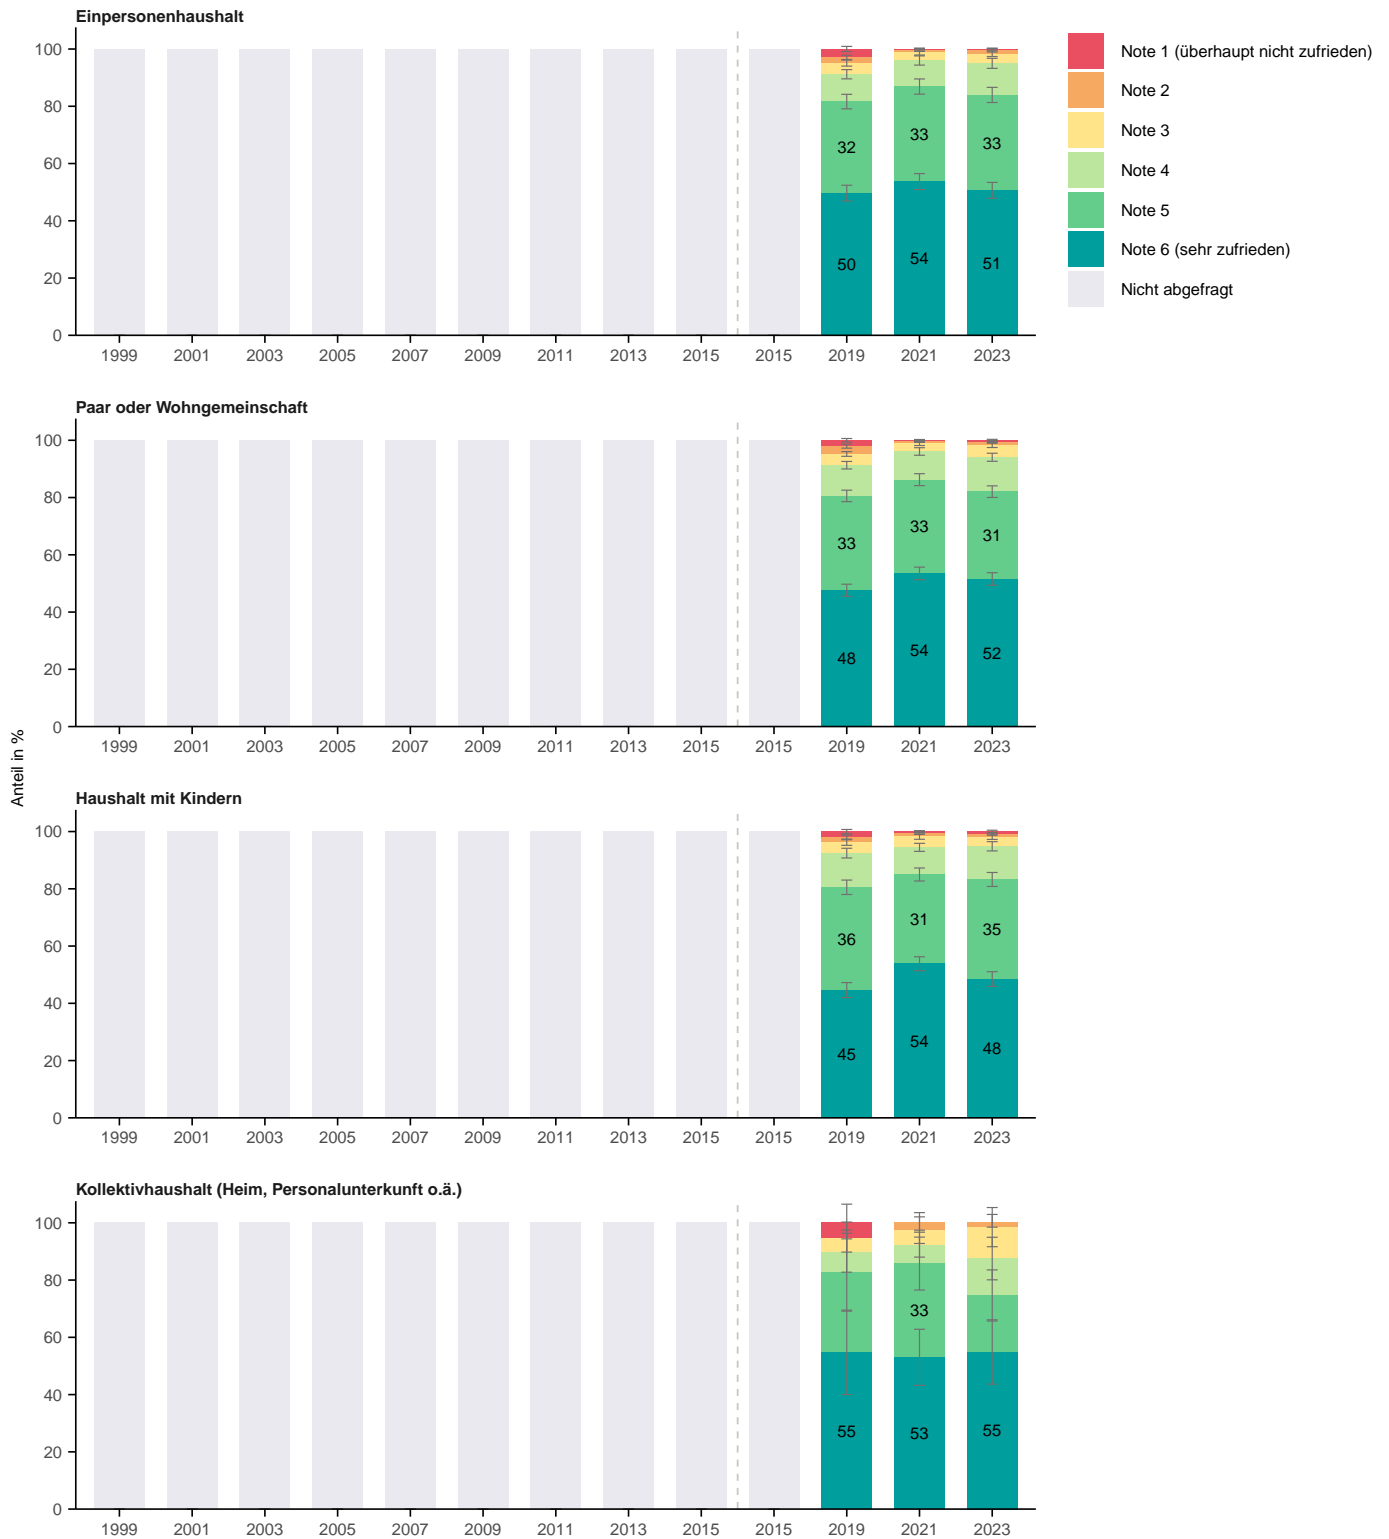 Einpersonenhaushalt
100
80
60
40
20
0
32
50
33
54
33
51
1999 2001 2003 2005 2007 2009 2011 2013 2015 2015 2019 2021 2023
Note 1 (überhaupt nicht zufrieden)
Note 2
Note 3
Note 4
Note 5
Note 6 (sehr zufrieden)
Nicht abgefragt
Paar oder Wohngemeinschaft
100
80
60
40
20
0
33
48
33
54
31
52
1999 2001 2003 2005 2007 2009 2011 2013 2015 2015 2019 2021 2023
Anteil in %
Haushalt mit Kindern
100
80
60
40
20
0
36
45
31
54
35
48
1999 2001 2003 2005 2007 2009 2011 2013 2015 2015 2019 2021 2023
Kollektivhaushalt (Heim, Personalunterkunft o.ä.)
100
80
60
40
20
0
55
33
53
55
1999 2001 2003 2005 2007 2009 2011 2013 2015 2015 2019 2021 2023